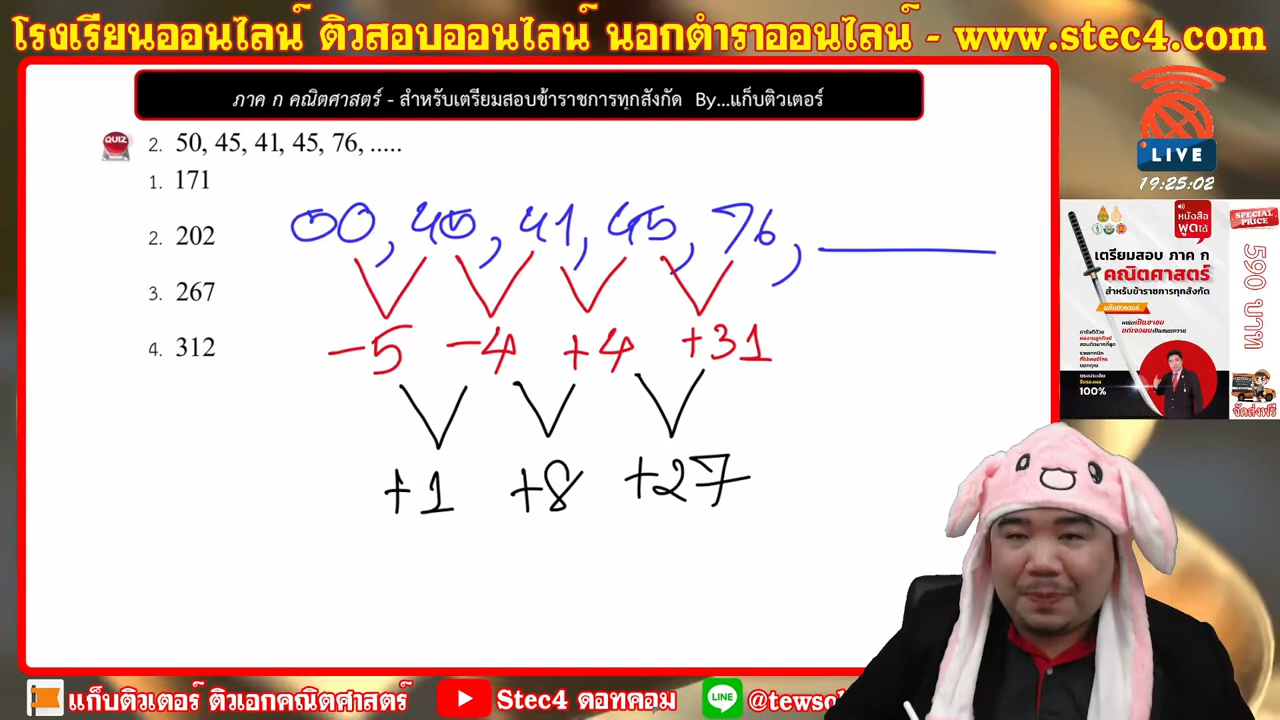 โรงเรียนออนไลน์ ติวสอบออนไลน์ นอกตำราออนไลน์ - www.stec4.com
ภาค ก คณิตศาสตร์ - สำหรับเตรียมสอบข้าราชการทุกสังกัด By...แก็บติวเตอร์
QUIZ
2. 50, 45, 41, 45, 76, .....
1. 171
2. 202
3. 267
4. 312
50, 45, 41, 45, 76,
-5 -4 +4 +31
+1 +8 +27
LIVE
19:25:02
หนังสือ
พูดได้
SPECIAL
PRICE
เตรียมสอบ ภาค ก
คณิตศาสตร์
สำหรับข้าราชการทุกสังกัด
100%
590 บาท
จัดส่งฟรี
แก็บติวเตอร์ ติวเอกคณิตศาสตร์
Stec4 ดอทคอม
LINE